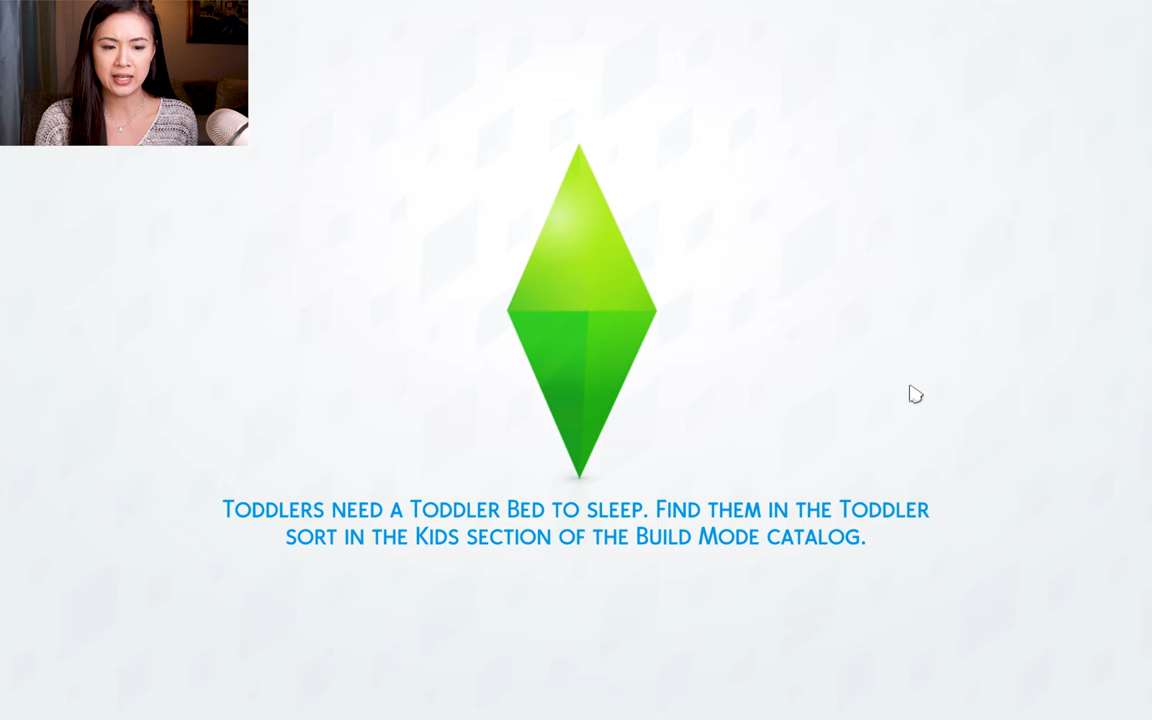 Toddlers need a Toddler Bed to sleep. Find them in the Toddler
sort in the Kids section of the Build Mode catalog.